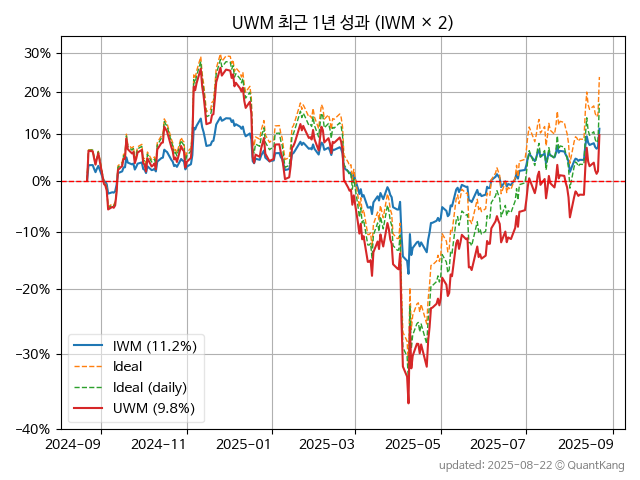 UWM 최근 1년 성과 (IWM × 2)
30%
20%
10%
0%
−10%
−20%
−30%
−40%
IWM (11.2%)
Ideal
Ideal (daily)
UWM (9.8%)
2024-09 2024-11 2025-01 2025-03 2025-05 2025-07 2025-09
updated: 2025-08-22 © QuantKang